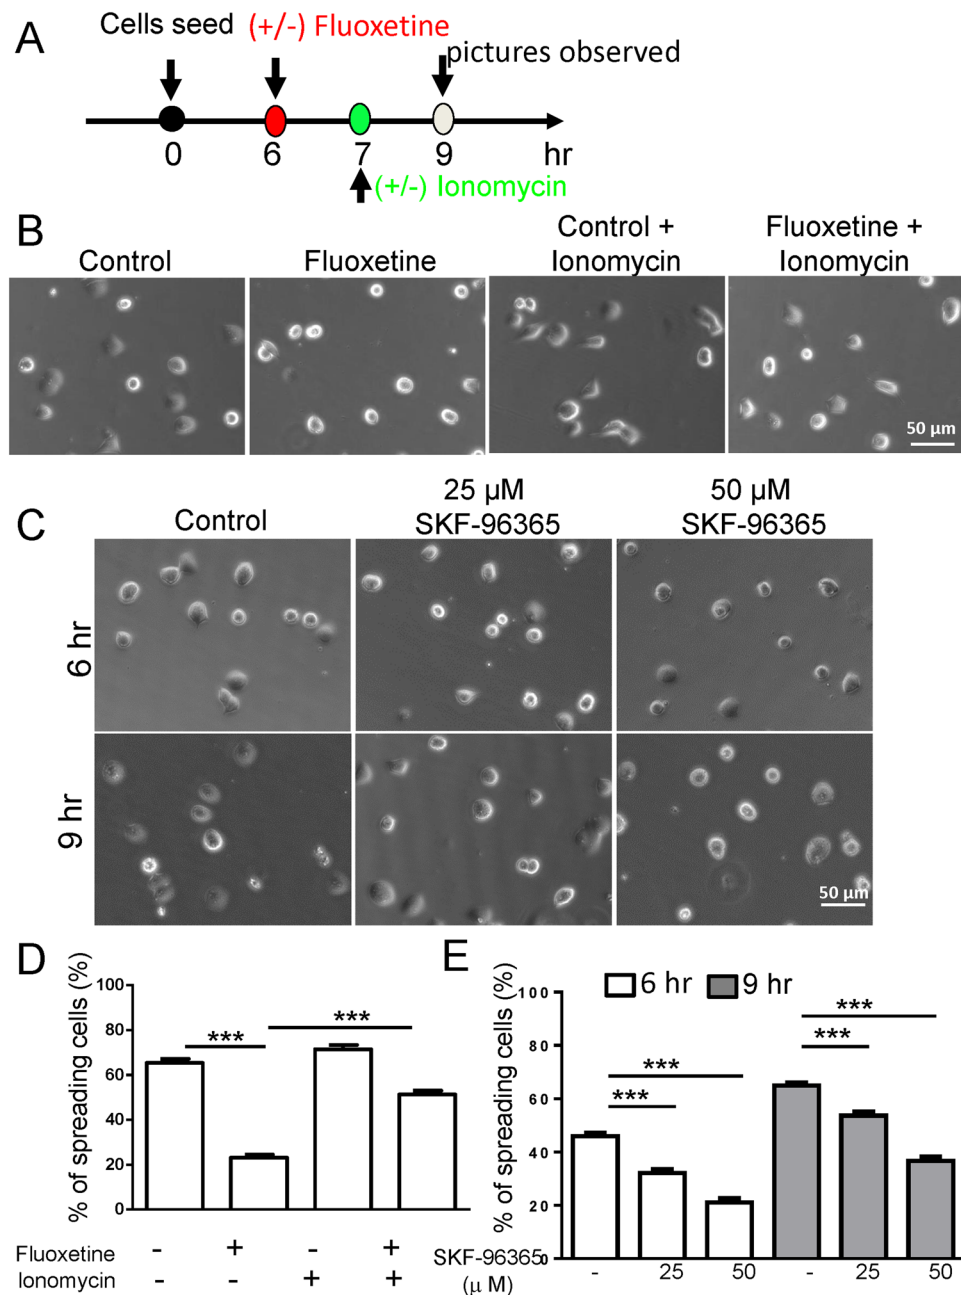 A
Cells seed (+/-) Fluoxetine
pictures observed
0 6 7 9 hr
(+/-) Ionomycin
B
Control
Fluoxetine
Control +
Ionomycin
Fluoxetine +
Ionomycin
50 µm
C
Control
25 µM
SKF-96365
50 µM
SKF-96365
6 hr
9 hr
50 µm
D
% of spreading cells (%)
100
80
60
40
20
0
***
***
Fluoxetine - + - +
Ionomycin - - + +
E
6 hr 9 hr
% of spreading cells (%)
100
80
60
40
20
0
***
***
***
***
SKF-96365 - 25 50 - 25 50
(µ M)